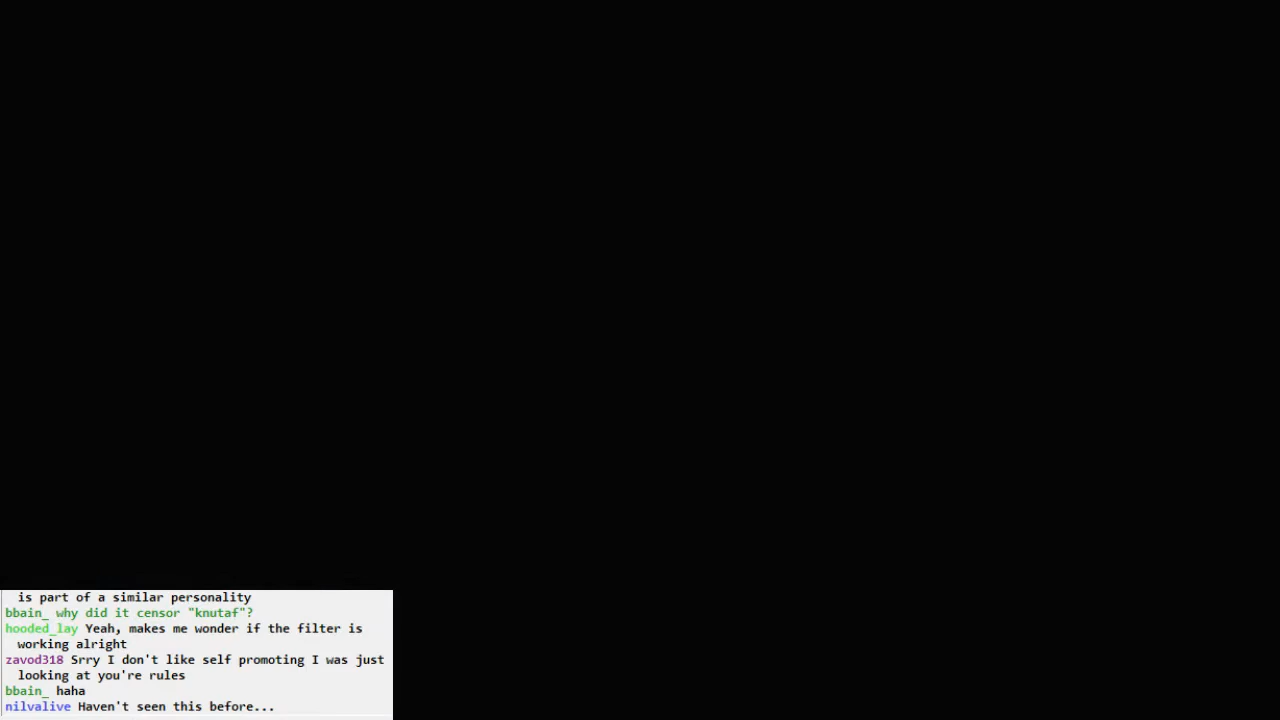 is part of a similar personality
bbain_ why did it censor "knutaf"?
hooded_lay Yeah, makes me wonder if the filter is
working alright
zavod318 Srry I don't like self promoting I was just
looking at you're rules
bbain_ haha
nilvalive Haven't seen this before...